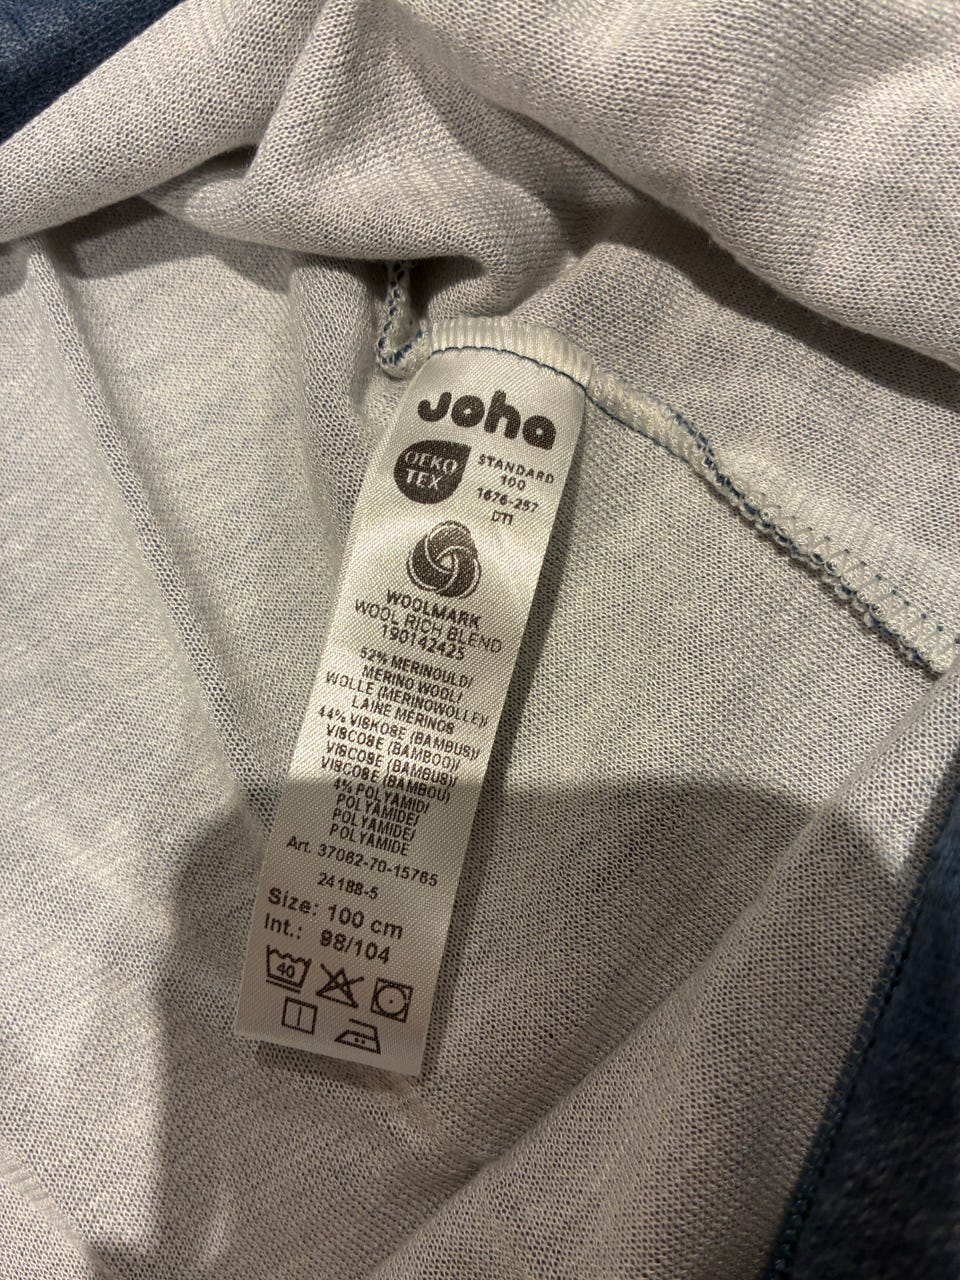 Joha
OEKO
TEX
STANDARD
100
1676-257
DTI
WOOLMARK
WOOL RICH BLEND
190142425
52% MERINOULD/
MERINO WOOL/
WOLLE (MERINOWOLLE)/
LAINE MERINOS
44% VISKOSE (BAMBUS)/
VISCOSE (BAMBOO)/
VISCOSE (BAMBUS)/
VISCOSE (BAMBOU)
4% POLYAMID/
POLYAMIDE/
POLYAMIDE/
POLYAMIDE
Art. 37062-70-15765
24188-5
Size: 100 cm
Int.: 98/104
40